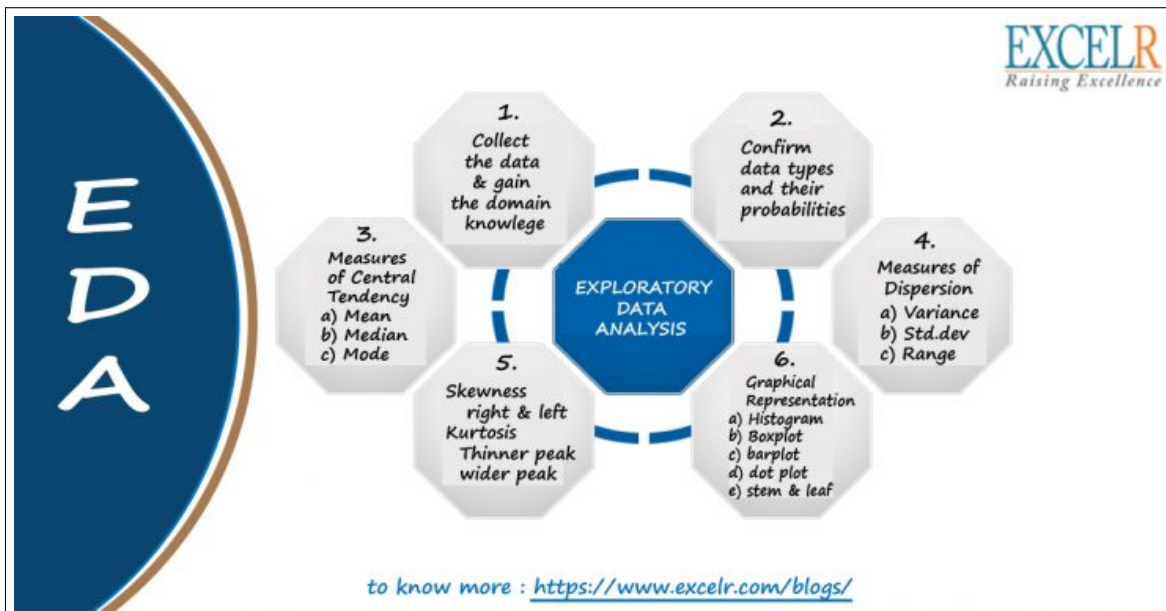 EDA
EXCELR
Raising Excellence
1.
Collect
the data
& gain
the domain
knowlege
2.
Confirm
data types
and their
probabilities
3.
Measures
of Central
Tendency
a) Mean
b) Median
c) Mode
EXPLORATORY
DATA
ANALYSIS
4.
Measures of
Dispersion
a) Variance
b) Std.dev
c) Range
5.
Skewness
right & left
Kurtosis
Thinner peak
wider peak
6.
Graphical
Representation
a) Histogram
b) Boxplot
c) barplot
d) dot plot
e) stem & leaf
to know more : https://www.excelr.com/blogs/